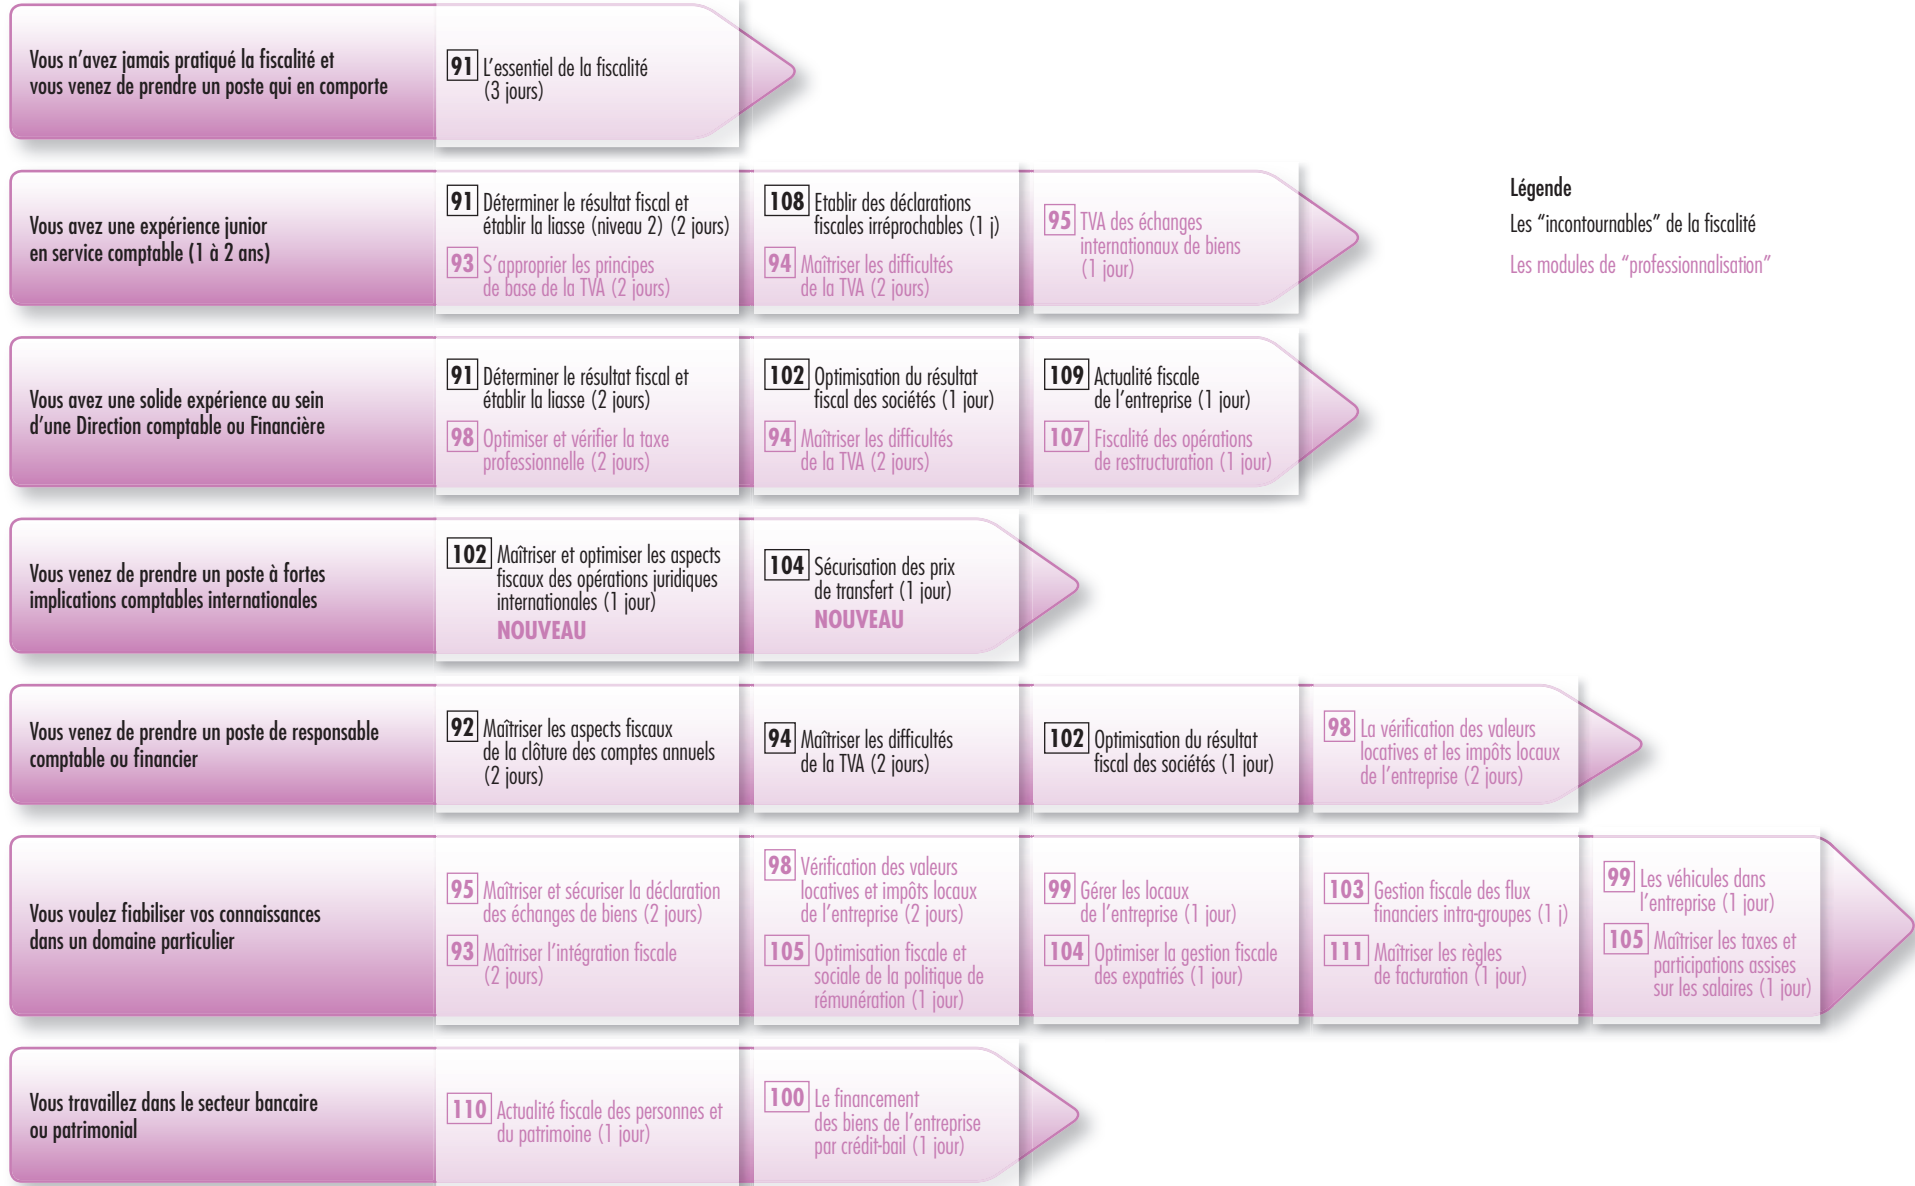 Vous n'avez jamais pratiqué la fiscalité et
vous venez de prendre un poste qui en comporte
91 L'essentiel de la fiscalité
(3 jours)
Vous avez une expérience junior
en service comptable (1 à 2 ans)
91 Déterminer le résultat fiscal et
établir la liasse (niveau 2) (2 jours)
93 S'approprier les principes
de base de la TVA (2 jours)
108 Etablir des déclarations
fiscales irréprochables (1 j)
94 Maîtriser les difficultés
de la TVA (2 jours)
95 TVA des échanges
internationaux de biens
(1 jour)
Légende
Les "incontournables" de la fiscalité
Les modules de "professionnalisation"
Vous avez une solide expérience au sein
d'une Direction comptable ou Financière
91 Déterminer le résultat fiscal et
établir la liasse (2 jours)
98 Optimiser et vérifier la taxe
professionnelle (2 jours)
102 Optimisation du résultat
fiscal des sociétés (1 jour)
94 Maîtriser les difficultés
de la TVA (2 jours)
109 Actualité fiscale
de l'entreprise (1 jour)
107 Fiscalité des opérations
de restructuration (1 jour)
Vous venez de prendre un poste à fortes
implications comptables internationales
102 Maîtriser et optimiser les aspects
fiscaux des opérations juridiques
internationales (1 jour)
NOUVEAU
104 Sécurisation des prix
de transfert (1 jour)
NOUVEAU
Vous venez de prendre un poste de responsable
comptable ou financier
92 Maîtriser les aspects fiscaux
de la clôture des comptes annuels
(2 jours)
94 Maîtriser les difficultés
de la TVA (2 jours)
102 Optimisation du résultat
fiscal des sociétés (1 jour)
98 La vérification des valeurs
locatives et les impôts locaux
de l'entreprise (2 jours)
Vous voulez fiabiliser vos connaissances
dans un domaine particulier
95 Maîtriser et sécuriser la déclaration
des échanges de biens (2 jours)
93 Maîtriser l'intégration fiscale
(2 jours)
98 Vérification des valeurs
locatives et impôts locaux
de l'entreprise (2 jours)
105 Optimisation fiscale et
sociale de la politique de
rémunération (1 jour)
99 Gérer les locaux
de l'entreprise (1 jour)
104 Optimiser la gestion fiscale
des expatriés (1 jour)
103 Gestion fiscale des flux
financiers intra-groupes (1 j)
111 Maîtriser les règles
de facturation (1 jour)
99 Les véhicules dans
l'entreprise (1 jour)
105 Maîtriser les taxes et
participations assises
sur les salaires (1 jour)
Vous travaillez dans le secteur bancaire
ou patrimonial
110 Actualité fiscale des personnes et
du patrimoine (1 jour)
100 Le financement
des biens de l'entreprise
par crédit-bail (1 jour)